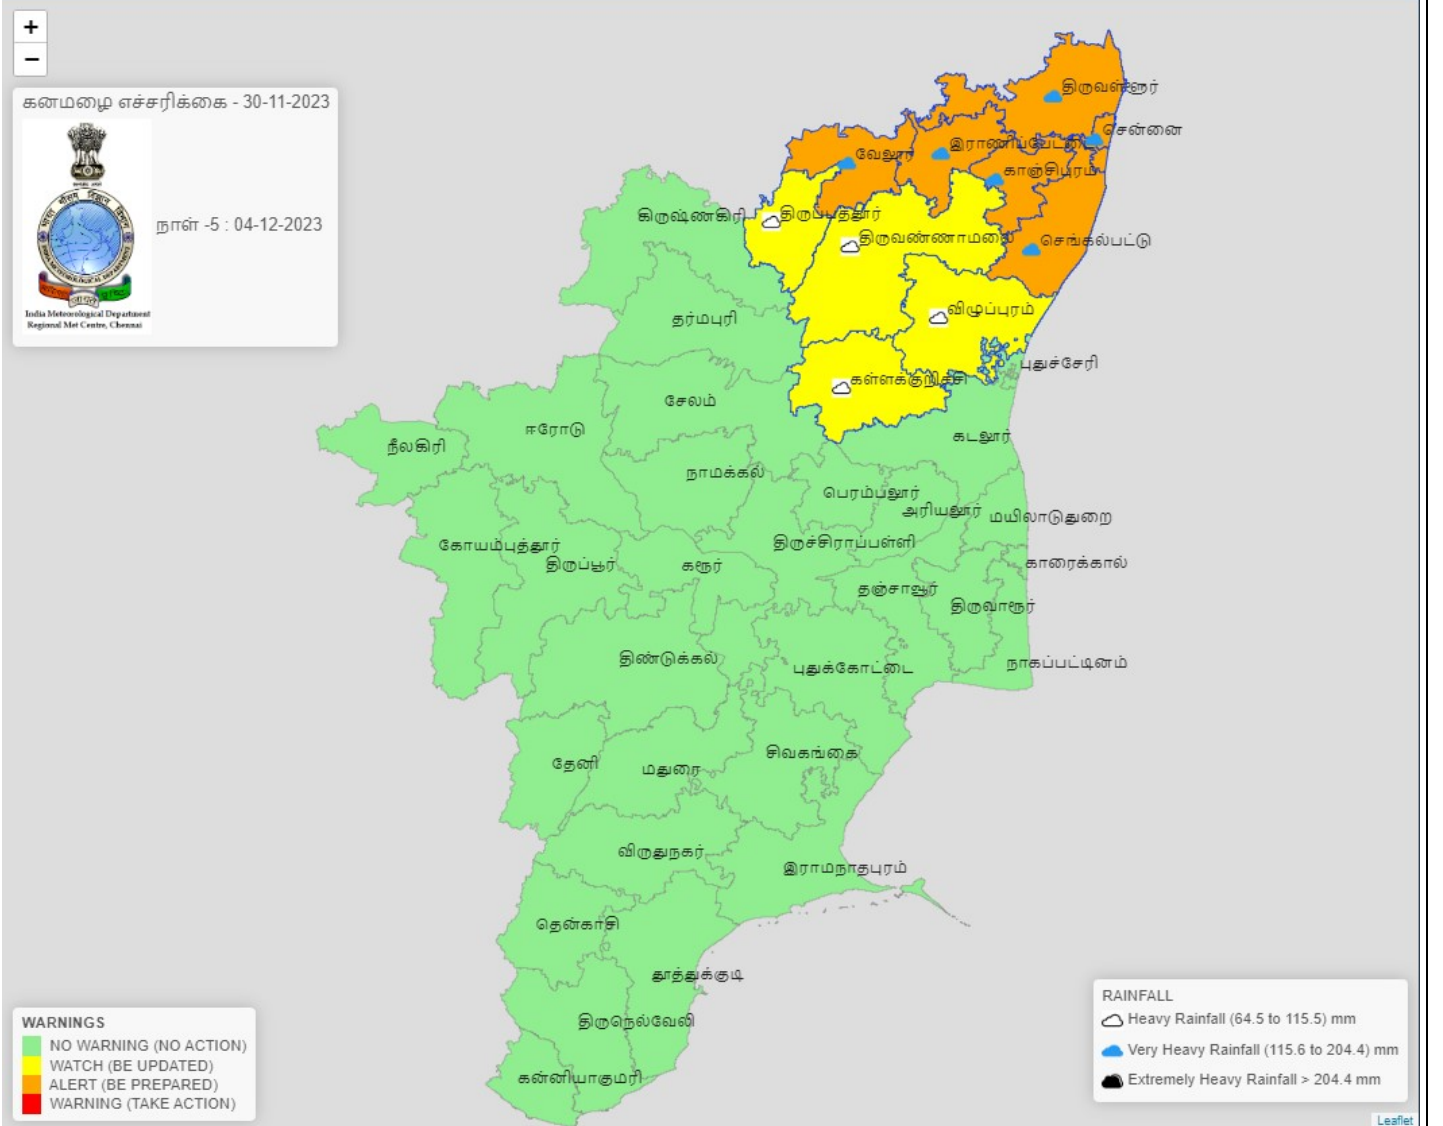 +
−
கனமழை எச்சரிக்கை - 30-11-2023
நாள் -5 : 04-12-2023
India Meteorological Department
Regional Met Centre, Chennai
திருவள்ளூர்
சென்னை
இராணிப்பேட்டை
வேலூர்
காஞ்சிபுரம்
கிருஷ்ணகிரி
திருப்பத்தூர்
திருவண்ணாமலை
செங்கல்பட்டு
விழுப்புரம்
தர்மபுரி
புதுச்சேரி
கள்ளக்குறிச்சி
சேலம்
ஈரோடு
கடலூர்
நீலகிரி
நாமக்கல்
பெரம்பலூர்
அரியலூர்
மயிலாடுதுறை
திருச்சிராப்பள்ளி
கோயம்புத்தூர்
திருப்பூர்
கரூர்
காரைக்கால்
தஞ்சாவூர்
திருவாரூர்
திண்டுக்கல்
புதுக்கோட்டை
நாகப்பட்டினம்
சிவகங்கை
தேனி
மதுரை
விருதுநகர்
இராமநாதபுரம்
தென்காசி
தூத்துக்குடி
திருநெல்வேலி
கன்னியாகுமரி
WARNINGS
NO WARNING (NO ACTION)
WATCH (BE UPDATED)
ALERT (BE PREPARED)
WARNING (TAKE ACTION)
RAINFALL
Heavy Rainfall (64.5 to 115.5) mm
Very Heavy Rainfall (115.6 to 204.4) mm
Extremely Heavy Rainfall > 204.4 mm
Leaflet